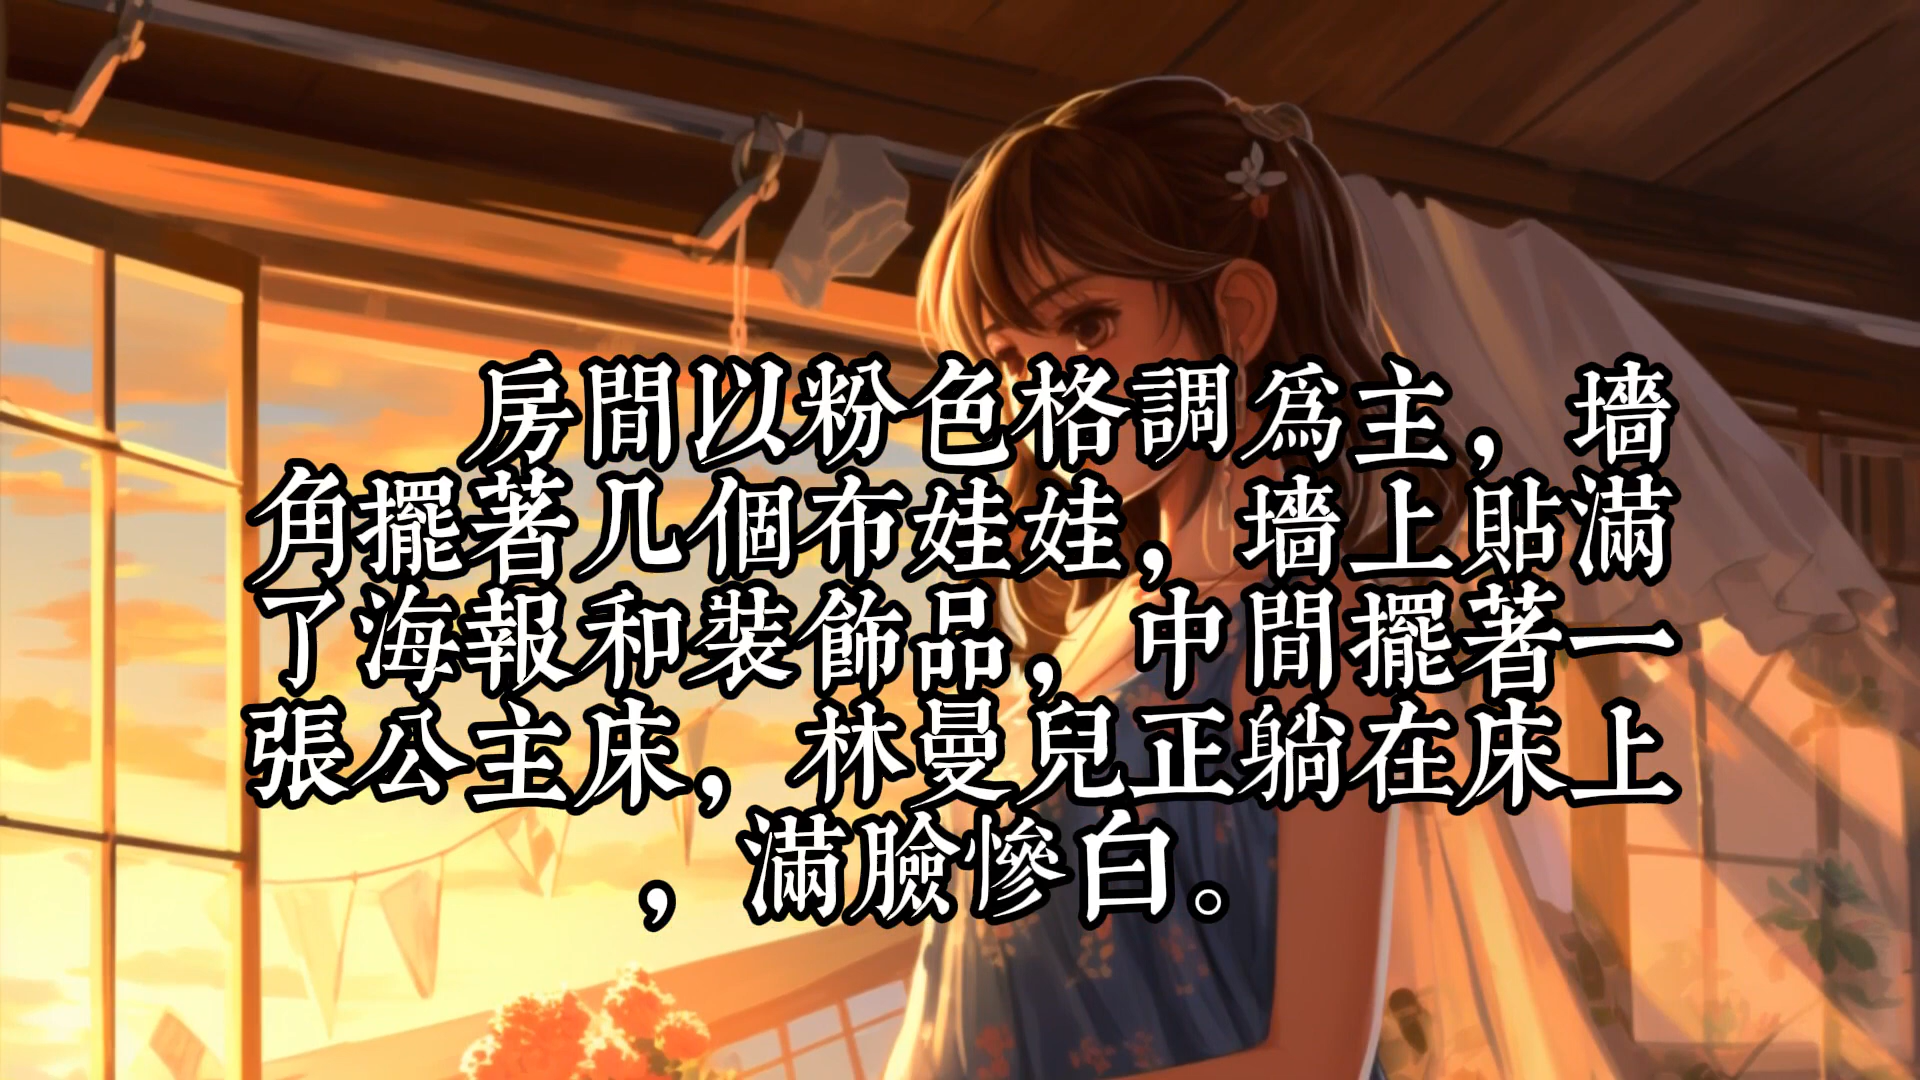 房間以粉色格調爲主，墻
角擺著几個布娃娃，墻上貼滿
了海報和裝飾品，中間擺著一
張公主床，林曼兒正躺在床上
，滿臉慘白。